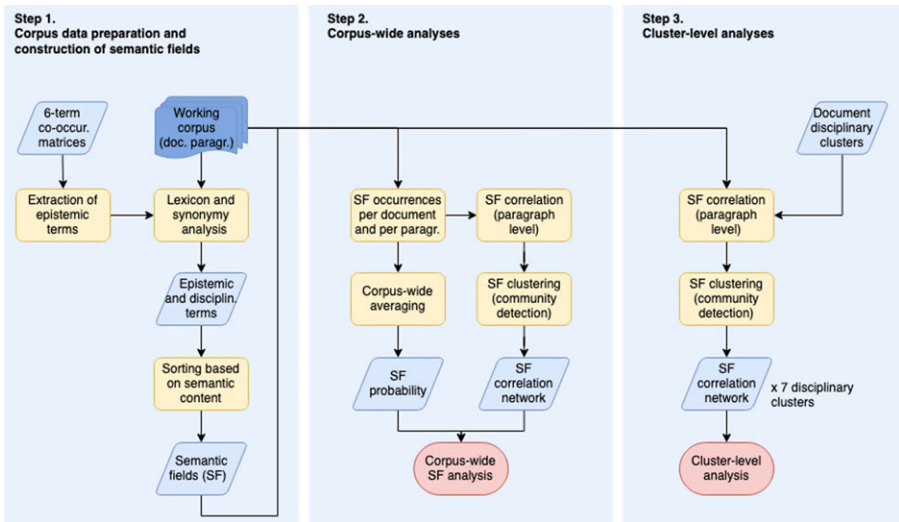 Step 1.
Corpus data preparation and
construction of semantic fields
6-term
co-occur.
matrices
Working
corpus
(doc. paragr.)
Extraction of
epistemic
terms
Lexicon and
synonymy
analysis
Epistemic
and disciplin.
terms
Sorting based
on semantic
content
Semantic
fields (SF)
Step 2.
Corpus-wide analyses
SF occurrences
per document
and per paragr.
SF correlation
(paragraph
level)
Corpus-wide
averaging
SF clustering
(community
detection)
SF
probability
SF
correlation
network
Corpus-wide
SF analysis
Step 3.
Cluster-level analyses
Document
disciplinary
clusters
SF correlation
(paragraph
level)
SF clustering
(community
detection)
SF
correlation
network
x 7 disciplinary
clusters
Cluster-level
analysis